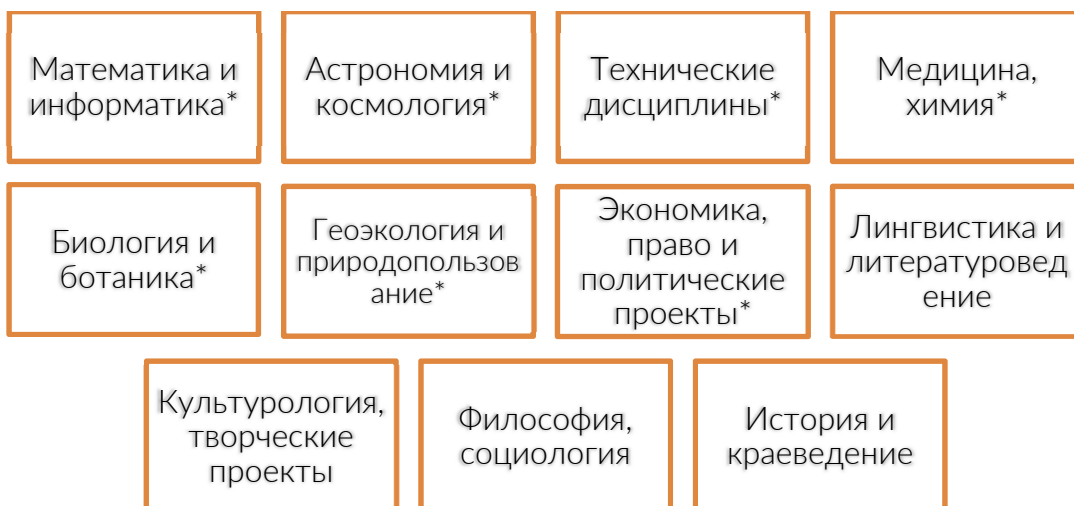 Математика и
информатика*
Астрономия и
космология*
Технические
дисциплины*
Медицина,
химия*
Биология и
ботаника*
Геоэкология и
природопользов
ание*
Экономика,
право и
политические
проекты*
Лингвистика и
литературовед
ение
Культурология,
творческие
проекты
Философия,
социология
История и
краеведение